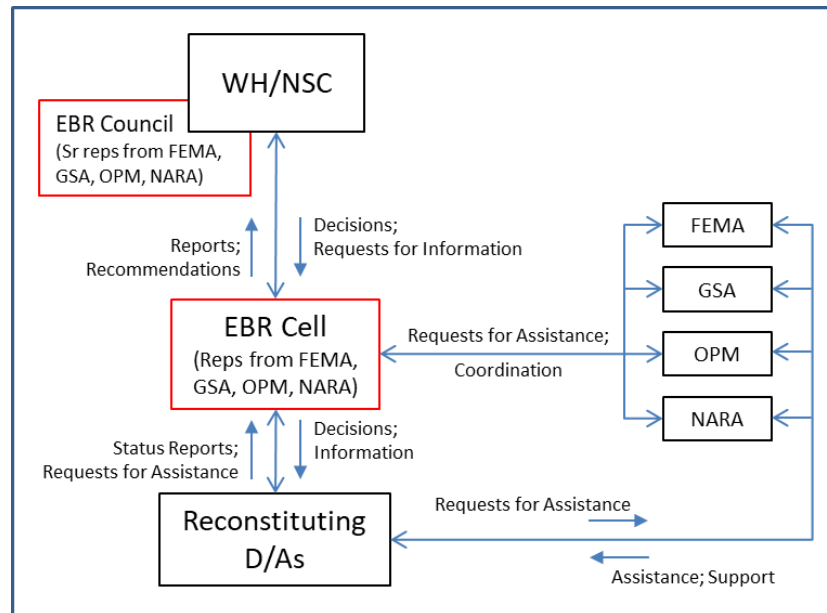 WH/NSC
EBR Council
(Sr reps from FEMA,
GSA, OPM, NARA)
Reports;
Recommendations
Decisions;
Requests for Information
EBR Cell
(Reps from FEMA,
GSA, OPM, NARA)
Requests for Assistance;
Coordination
FEMA
GSA
OPM
NARA
Status Reports;
Requests for Assistance
Decisions;
Information
Reconstituting
D/As
Requests for Assistance
Assistance; Support